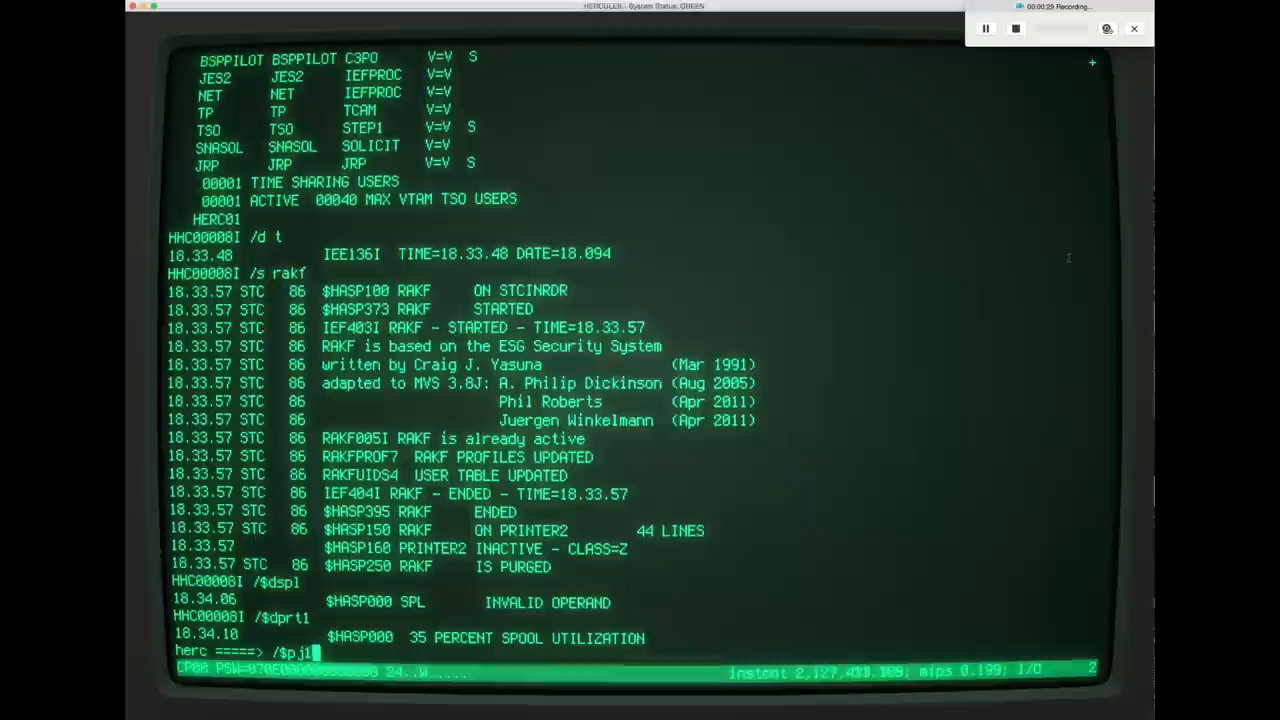 HERCULES - System Status: GREEN
00:00:29 Recording...
BSPPILOT BSPPILOT C3PO V=V S
JES2 JES2 IEFPROC V=V
NET NET IEFPROC V=V
TP TP TCAM V=V
TSO TSO STEP1 V=V S
SNASOL SNASOL SOLICIT V=V
JRP JRP JRP V=V S
00001 TIME SHARING USERS
00001 ACTIVE 00040 MAX VTAM TSO USERS
HERC01
HHC00008I /d t
18.33.48 IEE136I TIME=18.33.48 DATE=18.094
HHC00008I /s rakf
18.33.57 STC 86 $HASP100 RAKF ON STCINRDR
18.33.57 STC 86 $HASP373 RAKF STARTED
18.33.57 STC 86 IEF403I RAKF - STARTED - TIME=18.33.57
18.33.57 STC 86 RAKF is based on the ESG Security System
18.33.57 STC 86 written by Craig J. Yasuna (Mar 1991)
18.33.57 STC 86 adapted to MVS 3.8J: A. Philip Dickinson (Aug 2005)
18.33.57 STC 86 Phil Roberts (Apr 2011)
18.33.57 STC 86 Juergen Winkelmann (Apr 2011)
18.33.57 STC 86 RAKF005I RAKF is already active
18.33.57 STC 86 RAKFPROF7 RAKF PROFILES UPDATED
18.33.57 STC 86 RAKFUIDS4 USER TABLE UPDATED
18.33.57 STC 86 IEF404I RAKF - ENDED - TIME=18.33.57
18.33.57 STC 86 $HASP395 RAKF ENDED
18.33.57 STC 86 $HASP150 RAKF ON PRINTER2 44 LINES
18.33.57 $HASP160 PRINTER2 INACTIVE - CLASS=Z
18.33.57 STC 86 $HASP250 RAKF IS PURGED
HHC00008I /$dspl
18.34.06 $HASP000 SPL INVALID OPERAND
HHC00008I /$dprt1
18.34.10 $HASP000 35 PERCENT SPOOL UTILIZATION
herc =====> /$pj1
CP00 24..W..... instcnt mips 0.199; I/O 2